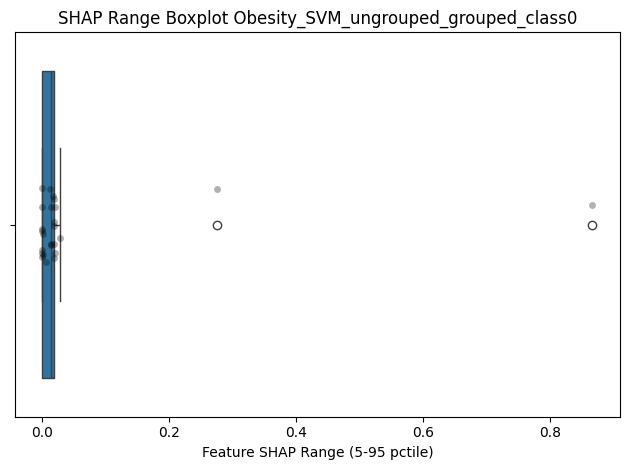 SHAP Range Boxplot Obesity_SVM_ungrouped_grouped_class0
0.0 0.2 0.4 0.6 0.8
Feature SHAP Range (5-95 pctile)